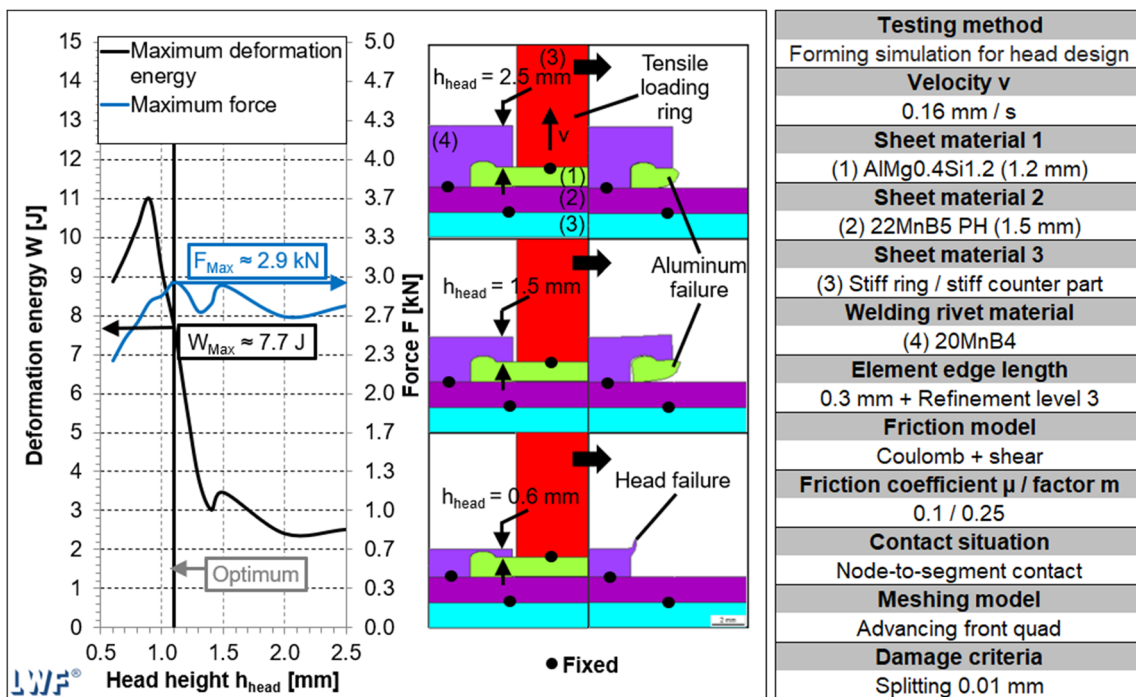 Maximum deformation
energy
Maximum force
15
14
13
12
11
10
9
8
7
6
5
4
3
2
1
0
Deformation energy W [J]
5.0
4.7
4.3
4.0
3.7
3.3
3.0
2.7
2.3
2.0
1.7
1.3
1.0
0.7
0.3
0.0
Force F [kN]
F_Max ≈ 2.9 kN
W_Max ≈ 7.7 J
Optimum
0.5
1.0
1.5
2.0
2.5
Head height h_head [mm]
LWF®
(3)
h_head = 2.5 mm
Tensile
loading
ring
(4)
v
(1)
(2)
(3)
h_head = 1.5 mm
Aluminum
failure
h_head = 0.6 mm
Head failure
2 mm
● Fixed
Testing method
Forming simulation for head design
Velocity v
0.16 mm / s
Sheet material 1
(1) AlMg0.4Si1.2 (1.2 mm)
Sheet material 2
(2) 22MnB5 PH (1.5 mm)
Sheet material 3
(3) Stiff ring / stiff counter part
Welding rivet material
(4) 20MnB4
Element edge length
0.3 mm + Refinement level 3
Friction model
Coulomb + shear
Friction coefficient µ / factor m
0.1 / 0.25
Contact situation
Node-to-segment contact
Meshing model
Advancing front quad
Damage criteria
Splitting 0.01 mm